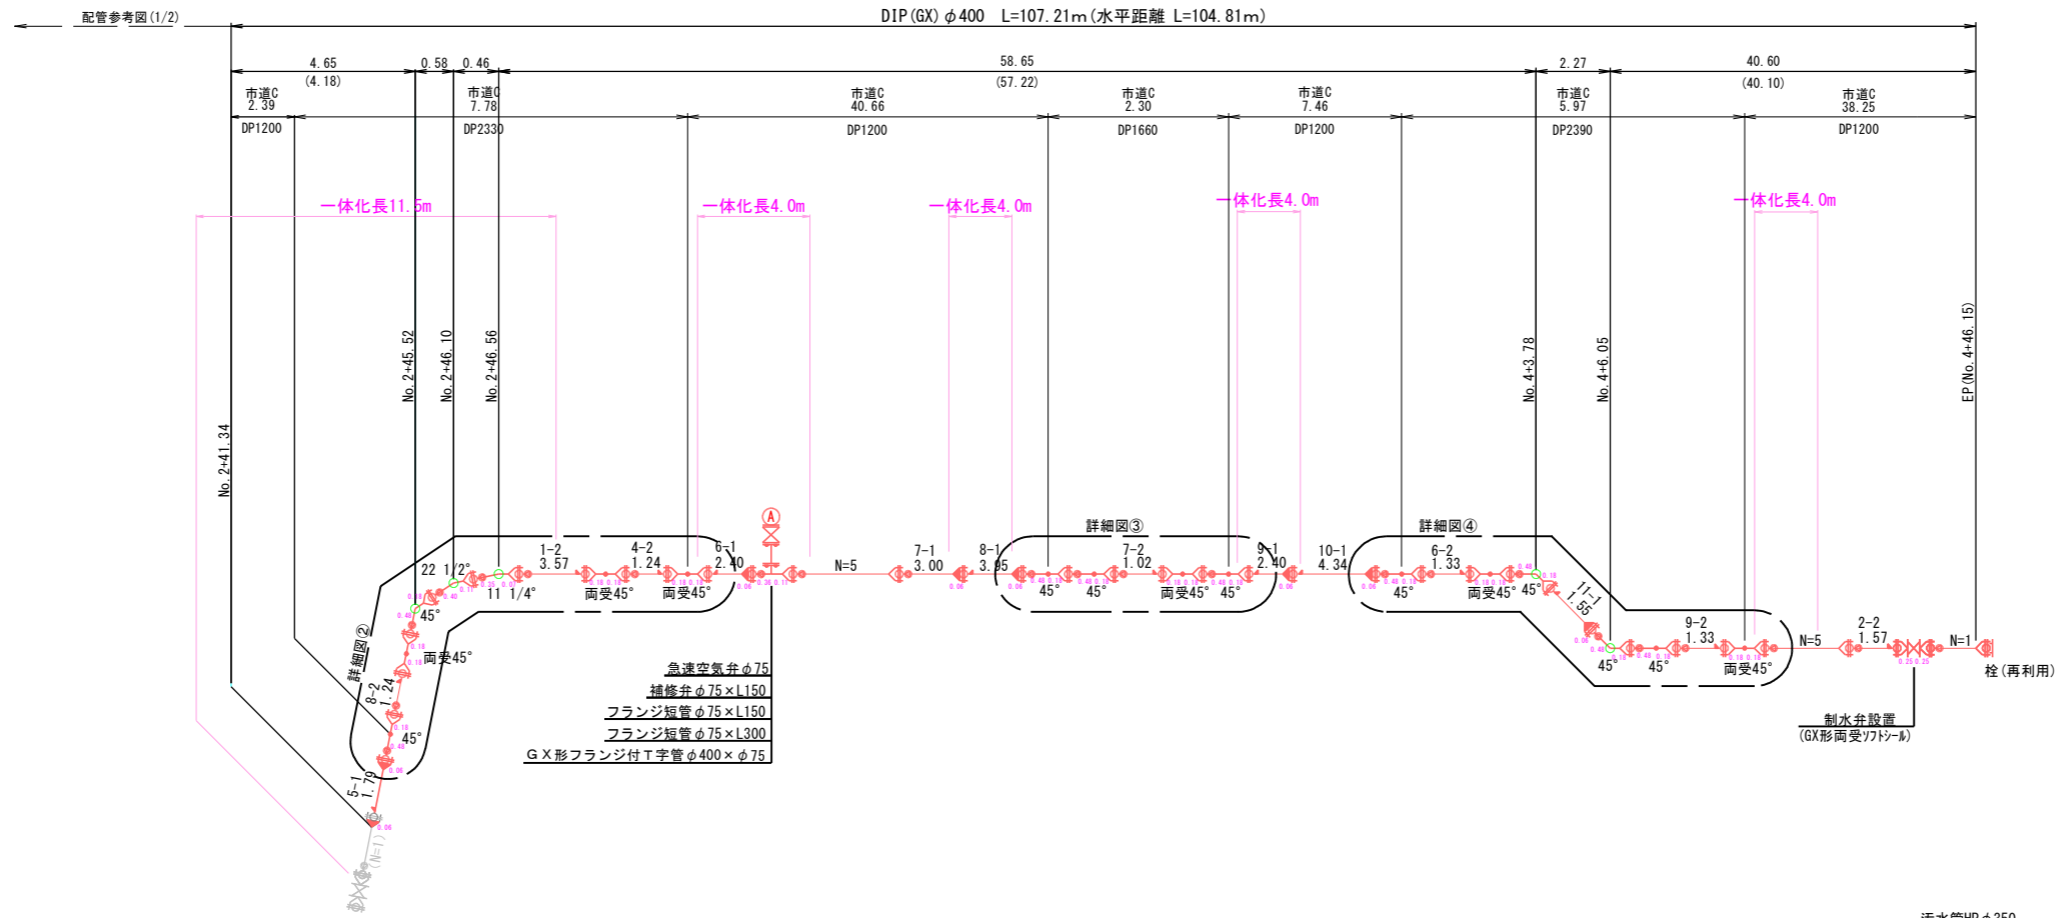 配管参考図(1/2)
DIP(GX)φ400 L=107.21m(水平距離 L=104.81m)
4.65
(4.18)
0.58
0.46
58.65
(57.22)
2.27
40.60
(40.10)
市道C
2.39
DP1200
市道C
7.78
DP2330
市道C
40.66
DP1200
市道C
2.30
DP1660
市道C
7.46
DP1200
市道C
5.97
DP2390
市道C
38.25
DP1200
一体化長11.5m
一体化長4.0m
一体化長4.0m
一体化長4.0m
一体化長4.0m
No.2+41.34
No.2+45.52
No.2+46.10
No.2+46.56
No.4+3.78
No.4+6.05
EP(No.4+46.15)
詳細図②
詳細図③
詳細図④
A
22 1/2°
11 1/4°
45°
両受45°
45°
8-2
1.24
5-1
1.79
(N=1)
1-2
3.57
両受45°
4-2
1.24
両受45°
6-1
2.40
N=5
7-1
3.00
8-1
3.95
45°
45°
7-2
1.02
両受45°
45°
9-1
2.40
10-1
4.34
45°
6-2
1.33
両受45°
45°
11-1
1.55
45°
45°
9-2
1.33
両受45°
N=5
2-2
1.57
N=1
栓(再利用)
急速空気弁φ75
補修弁φ75×L150
フランジ短管φ75×L150
フランジ短管φ75×L300
GX形フランジ付T字管φ400×φ75
制水弁設置
(GX形両受ソフトシール)